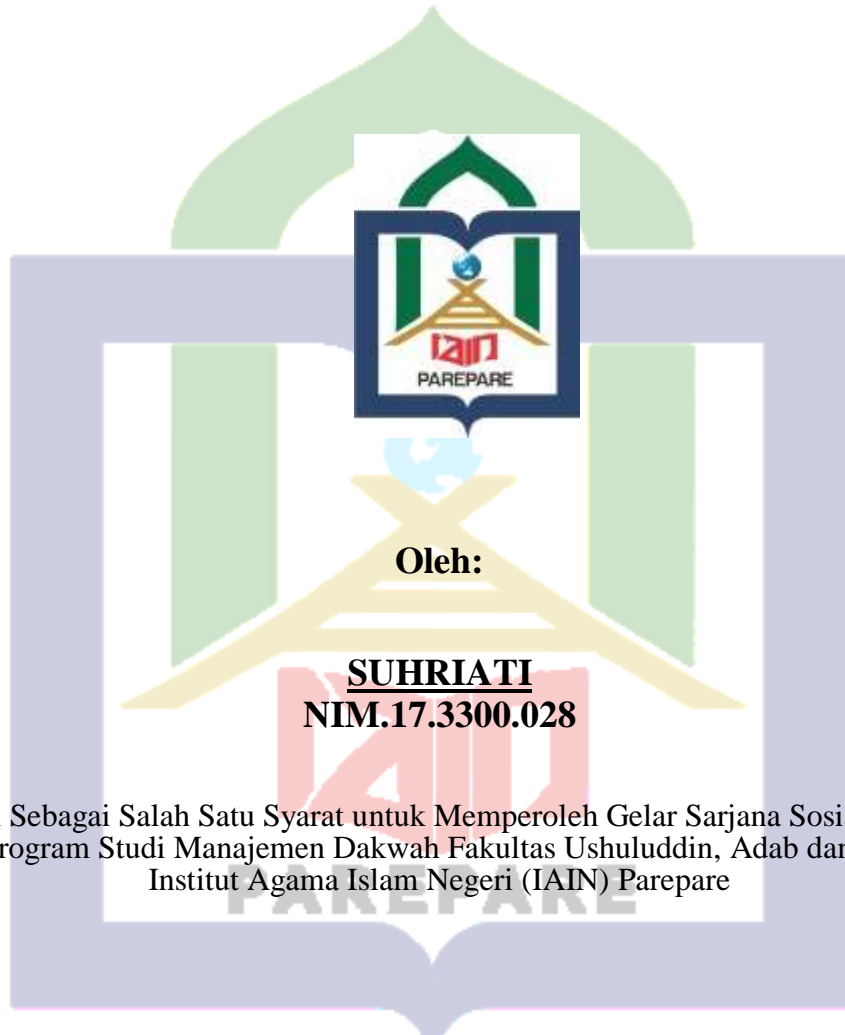 iain
PAREPARE
Oleh:
SUHRIATI
NIM.17.3300.028
Sebagai Salah Satu Syarat untuk Memperoleh Gelar Sarjana
rogram Studi Manajemen Dakwah Fakultas Ushuluddin, Adab dan
Institut Agama Islam Negeri (IAIN) Parepare
PAREPARE